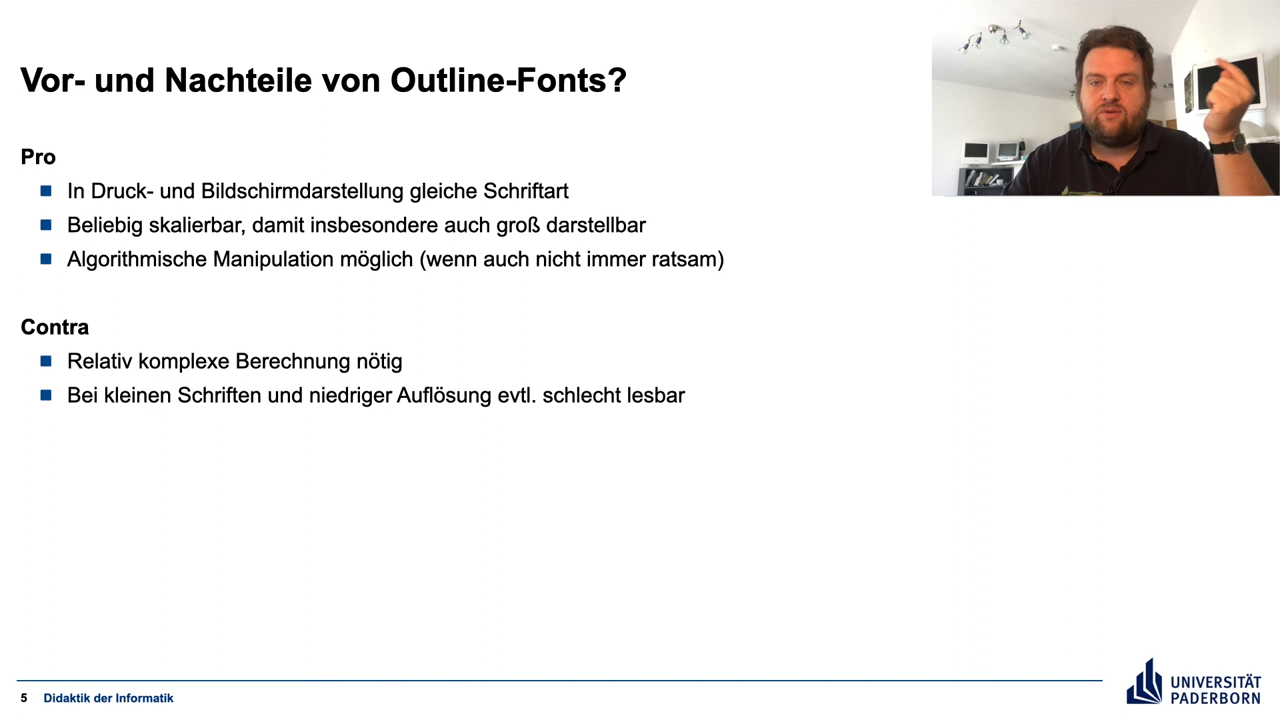 Vor- und Nachteile von Outline-Fonts?
Pro
In Druck- und Bildschirmdarstellung gleiche Schriftart
Beliebig skalierbar, damit insbesondere auch groß darstellbar
Algorithmische Manipulation möglich (wenn auch nicht immer ratsam)
Contra
Relativ komplexe Berechnung nötig
Bei kleinen Schriften und niedriger Auflösung evtl. schlecht lesbar
5 Didaktik der Informatik
UNIVERSITÄT
PADERBORN